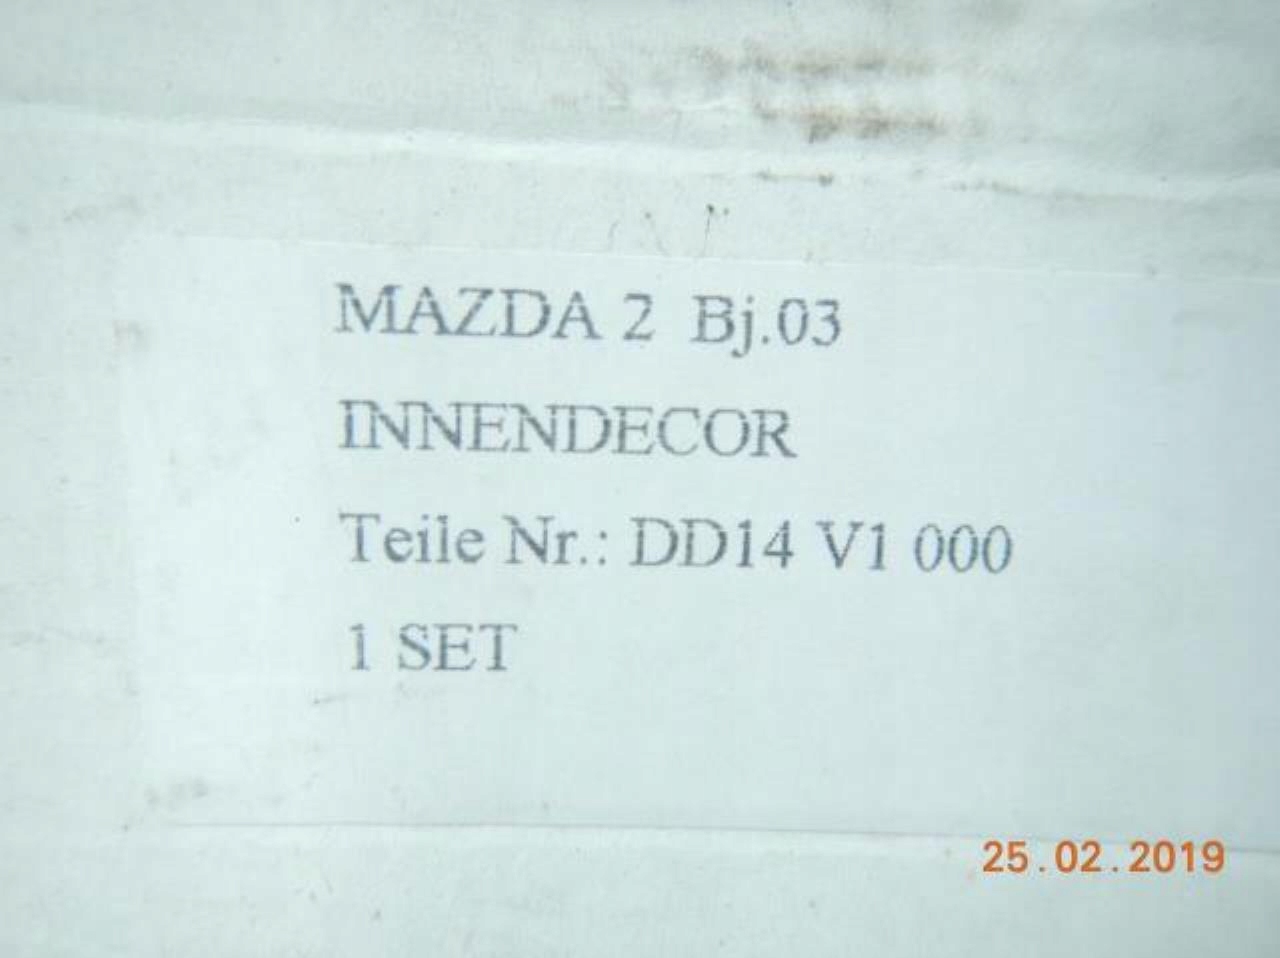 MAZDA 2 Bj.03
INNENDECOR
Teile Nr.: DD14 V1 000
1 SET
25.02.2019